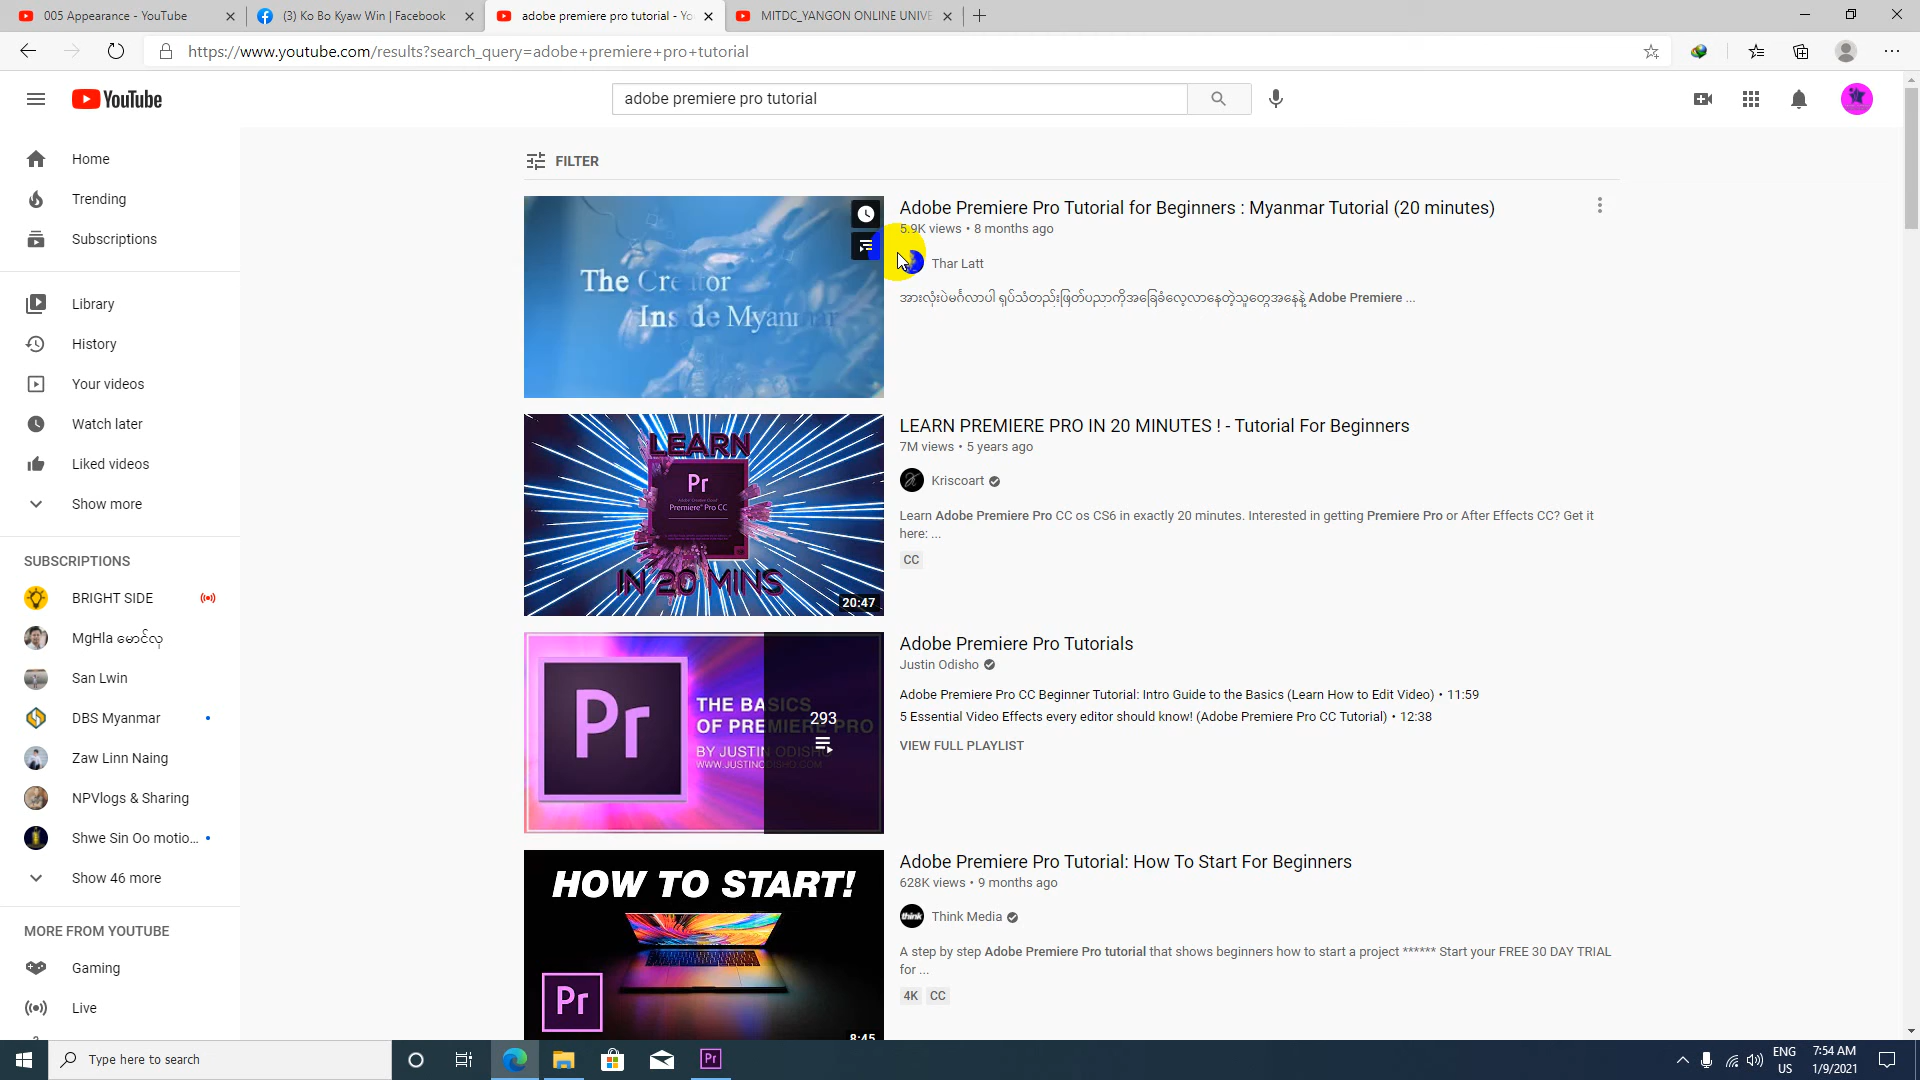 005 Appearance - YouTube
(3) Ko Bo Kyaw Win | Facebook
adobe premiere pro tutorial - Yo
MITDC_YANGON ONLINE UNIVE
https://www.youtube.com/results?search_query=adobe+premiere+pro+tutorial
YouTube
adobe premiere pro tutorial
Home
Trending
Subscriptions
Library
History
Your videos
Watch later
Liked videos
Show more
SUBSCRIPTIONS
BRIGHT SIDE
MgHla မောင်လှ
San Lwin
DBS Myanmar
Zaw Linn Naing
NPVlogs & Sharing
Shwe Sin Oo motio...
Show 46 more
MORE FROM YOUTUBE
Gaming
Live
FILTER
The Creator
Inside Myanmar
Adobe Premiere Pro Tutorial for Beginners : Myanmar Tutorial (20 minutes)
5.9K views • 8 months ago
Thar Latt
အားလုံးပဲမင်္ဂလာပါ ရုပ်သံတည်းဖြတ်ပညာကိုအခြေခံလေ့လာနေတဲ့သူတွေအနေနဲ့ Adobe Premiere ...
LEARN
Pr
Premiere Pro CC
IN 20 MINS
20:47
LEARN PREMIERE PRO IN 20 MINUTES ! - Tutorial For Beginners
7M views • 5 years ago
Kriscoart
Learn Adobe Premiere Pro CC os CS6 in exactly 20 minutes. Interested in getting Premiere Pro or After Effects CC? Get it
here: ...
CC
Pr
THE BASICS
OF PREMIERE PRO
BY JUSTIN ODISHO
WWW.JUSTINODISHO.COM
293
Adobe Premiere Pro Tutorials
Justin Odisho
Adobe Premiere Pro CC Beginner Tutorial: Intro Guide to the Basics (Learn How to Edit Video) • 11:59
5 Essential Video Effects every editor should know! (Adobe Premiere Pro CC Tutorial) • 12:38
VIEW FULL PLAYLIST
HOW TO START!
Pr
8:45
Adobe Premiere Pro Tutorial: How To Start For Beginners
628K views • 9 months ago
think
Think Media
A step by step Adobe Premiere Pro tutorial that shows beginners how to start a project ****** Start your FREE 30 DAY TRIAL
for ...
4K CC
Type here to search
Pr
ENG
US
7:54 AM
1/9/2021